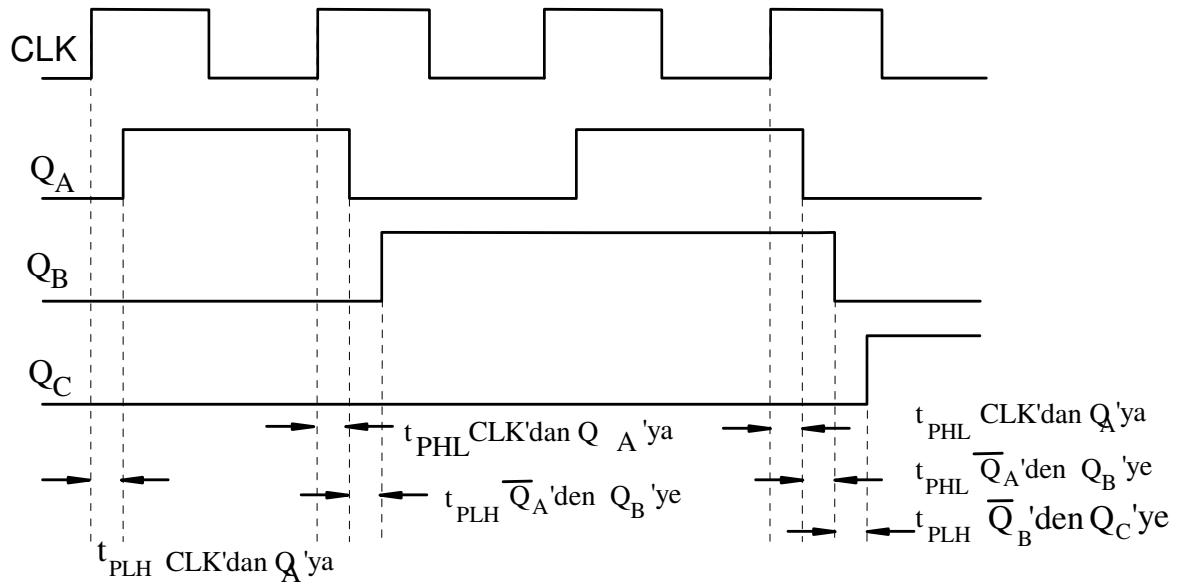 CLK
Q_A
Q_B
Q_C
t_PHL CLK'dan Q_A'ya
t_PLH Q̅_A'den Q_B'ye
t_PLH CLK'dan Q_A'ya
t_PHL CLK'dan Q_A'ya
t_PHL Q̅_A'den Q_B'ye
t_PLH Q̅_B'den Q_C'ye